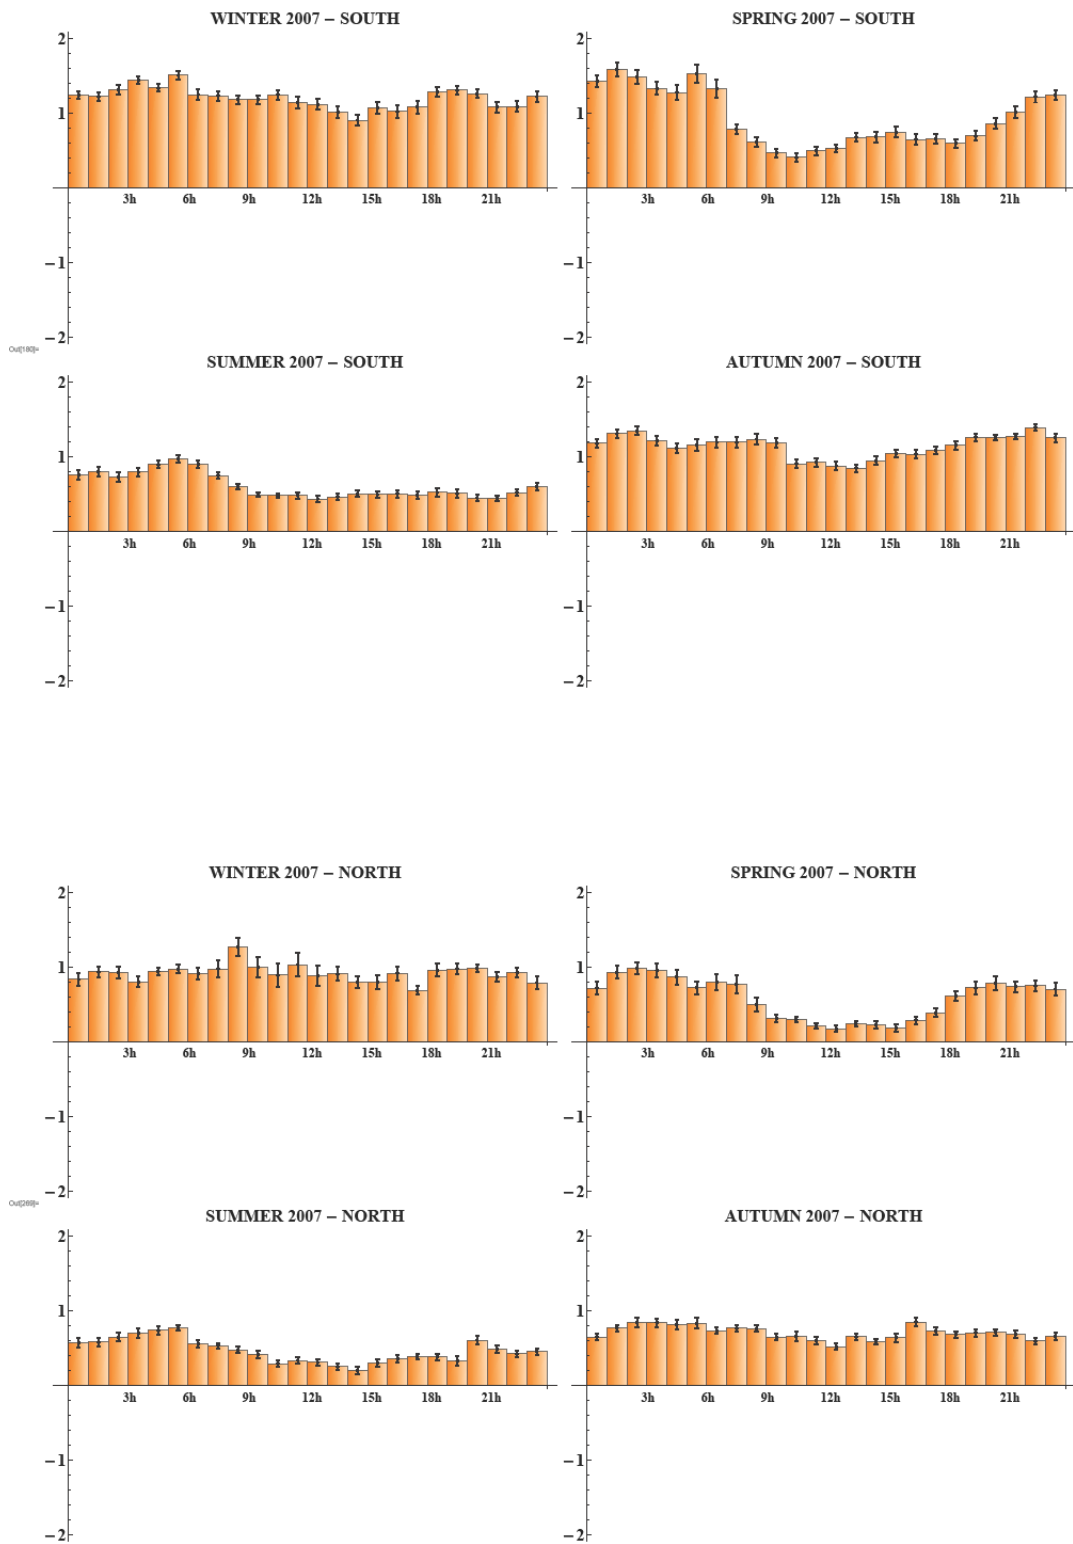 WINTER 2007 – SOUTH
2
1
−1
−2
3h 6h 9h 12h 15h 18h 21h
SPRING 2007 – SOUTH
2
1
−1
−2
3h 6h 9h 12h 15h 18h 21h
Out[180]=
SUMMER 2007 – SOUTH
2
1
−1
−2
3h 6h 9h 12h 15h 18h 21h
AUTUMN 2007 – SOUTH
2
1
−1
−2
3h 6h 9h 12h 15h 18h 21h
WINTER 2007 – NORTH
2
1
−1
−2
3h 6h 9h 12h 15h 18h 21h
SPRING 2007 – NORTH
2
1
−1
−2
3h 6h 9h 12h 15h 18h 21h
Out[269]=
SUMMER 2007 – NORTH
2
1
−1
−2
3h 6h 9h 12h 15h 18h 21h
AUTUMN 2007 – NORTH
2
1
−1
−2
3h 6h 9h 12h 15h 18h 21h